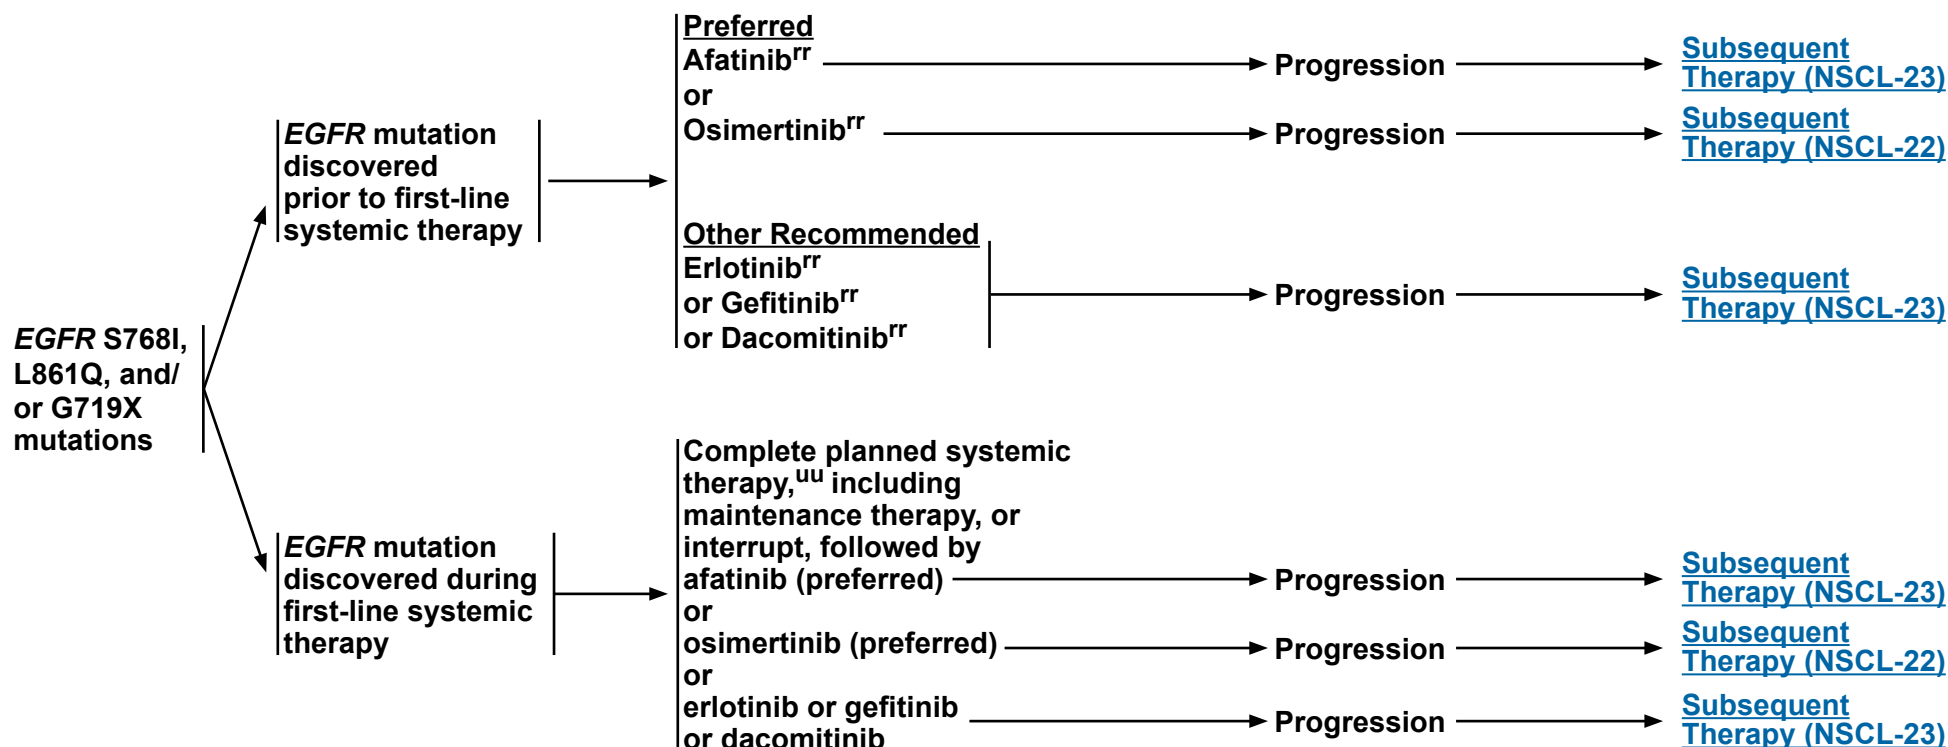 EGFR S768I,
L861Q, and/
or G719X
mutations
EGFR mutation
discovered
prior to first-line
systemic therapy
Preferred
Afatinibrr
or
Osimertinibrr
Other Recommended
Erlotinibrr
or Gefitinibrr
or Dacomitinibrr
Progression
Subsequent
Therapy (NSCL-23)
Progression
Subsequent
Therapy (NSCL-22)
Progression
Subsequent
Therapy (NSCL-23)
EGFR mutation
discovered during
first-line systemic
therapy
Complete planned systemic
therapy,uu including
maintenance therapy, or
interrupt, followed by
afatinib (preferred)
or
osimertinib (preferred)
or
erlotinib or gefitinib
or dacomitinib
Progression
Subsequent
Therapy (NSCL-23)
Progression
Subsequent
Therapy (NSCL-22)
Progression
Subsequent
Therapy (NSCL-23)